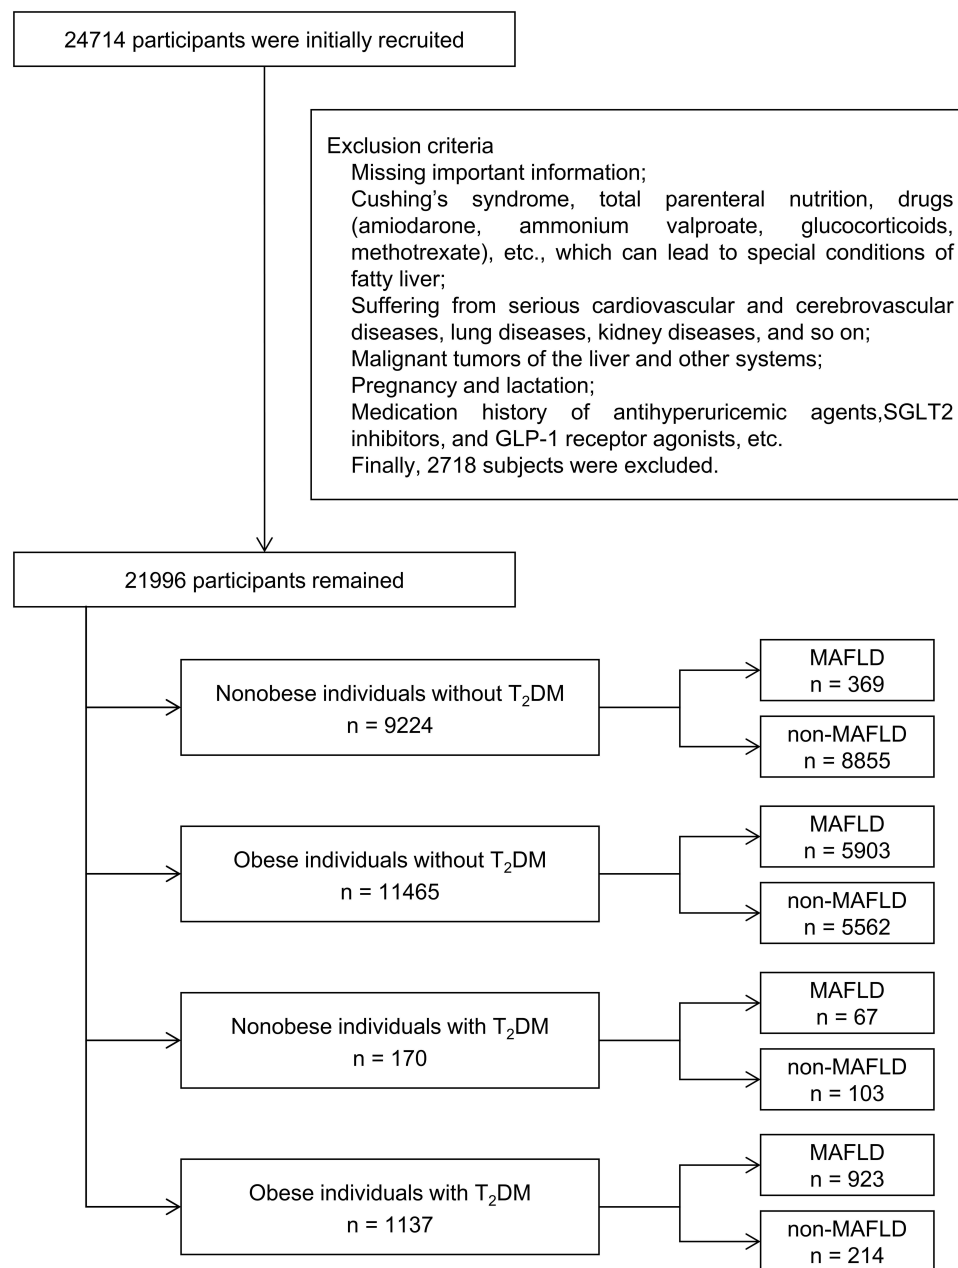 24714 participants were initially recruited
Exclusion criteria
Missing important information;
Cushing's syndrome, total parenteral nutrition, drugs
(amiodarone, ammonium valproate, glucocorticoids,
methotrexate), etc., which can lead to special conditions of
fatty liver;
Suffering from serious cardiovascular and cerebrovascular
diseases, lung diseases, kidney diseases, and so on;
Malignant tumors of the liver and other systems;
Pregnancy and lactation;
Medication history of antihyperuricemic agents,SGLT2
inhibitors, and GLP-1 receptor agonists, etc.
Finally, 2718 subjects were excluded.
21996 participants remained
Nonobese individuals without T₂DM
n = 9224
MAFLD
n = 369
non-MAFLD
n = 8855
Obese individuals without T₂DM
n = 11465
MAFLD
n = 5903
non-MAFLD
n = 5562
Nonobese individuals with T₂DM
n = 170
MAFLD
n = 67
non-MAFLD
n = 103
Obese individuals with T₂DM
n = 1137
MAFLD
n = 923
non-MAFLD
n = 214